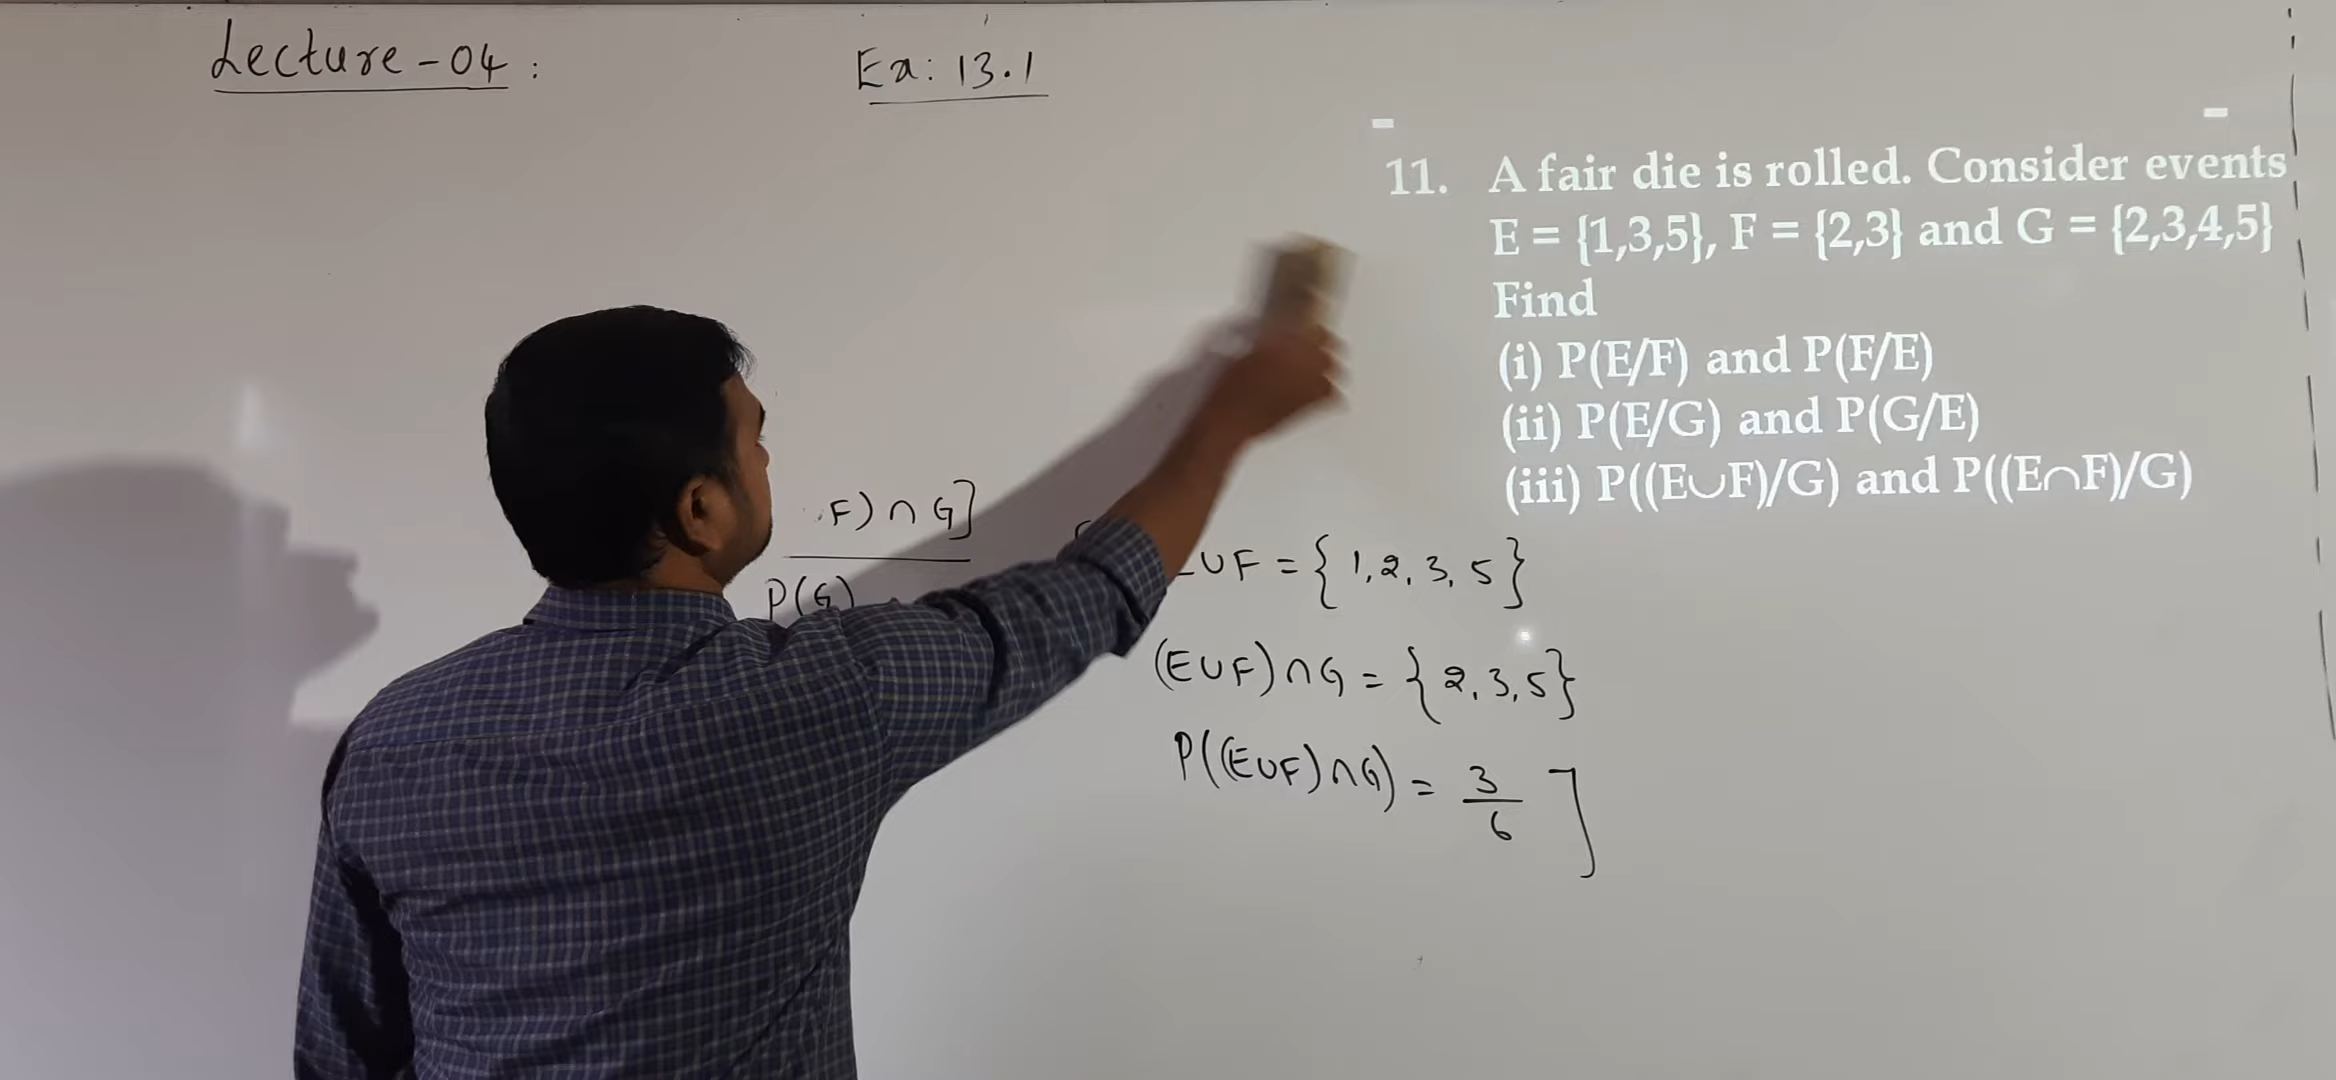 Lecture-04:
Ex: 13.1
11. A fair die is rolled. Consider events
E = {1,3,5}, F = {2,3} and G = {2,3,4,5}
Find
(i) P(E/F) and P(F/E)
(ii) P(E/G) and P(G/E)
(iii) P((E∪F)/G) and P((E∩F)/G)
F)∩G]
P(G)
∪F = {1,2,3,5}
(E∪F)∩G = {2,3,5}
P((E∪F)∩G) = 3/6 ]